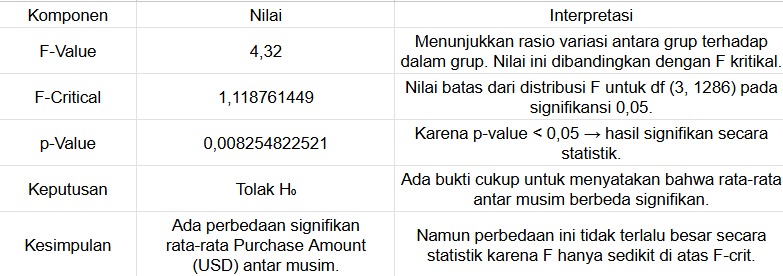 Komponen Nilai Interpretasi
F-Value 4,32 Menunjukkan rasio variasi antara grup terhadap
dalam grup. Nilai ini dibandingkan dengan F kritikal.
F-Critical 1,118761449 Nilai batas dari distribusi F untuk df (3, 1286) pada
signifikansi 0,05.
p-Value 0,008254822521 Karena p-value < 0,05 → hasil signifikan secara
statistik.
Keputusan Tolak H₀ Ada bukti cukup untuk menyatakan bahwa rata-rata
antar musim berbeda signifikan.
Kesimpulan
Ada perbedaan signifikan
rata-rata Purchase Amount
(USD) antar musim.
Namun perbedaan ini tidak terlalu besar secara
statistik karena F hanya sedikit di atas F-crit.